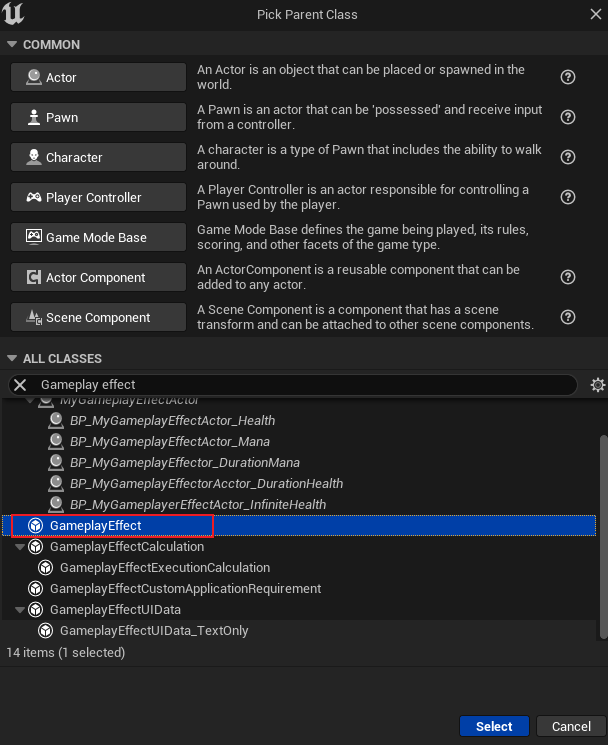 Pick Parent Class
COMMON
Actor
An Actor is an object that can be placed or spawned in the
world.
Pawn
A Pawn is an actor that can be 'possessed' and receive input
from a controller.
Character
A character is a type of Pawn that includes the ability to walk
around.
Player Controller
A Player Controller is an actor responsible for controlling a
Pawn used by the player.
Game Mode Base
Game Mode Base defines the game being played, its rules,
scoring, and other facets of the game type.
Actor Component
An ActorComponent is a reusable component that can be
added to any actor.
Scene Component
A Scene Component is a component that has a scene
transform and can be attached to other scene components.
ALL CLASSES
Gameplay effect
MyGameplayEffectActor
BP_MyGameplayEffectActor_Health
BP_MyGameplayEffectActor_Mana
BP_MyGameplayEffector_DurationMana
BP_MyGameplayEffectorAcctor_DurationHealth
BP_MyGameplayerEffectActor_InfiniteHealth
GameplayEffect
GameplayEffectCalculation
GameplayEffectExecutionCalculation
GameplayEffectCustomApplicationRequirement
GameplayEffectUIData
GameplayEffectUIData_TextOnly
14 items (1 selected)
Select
Cancel